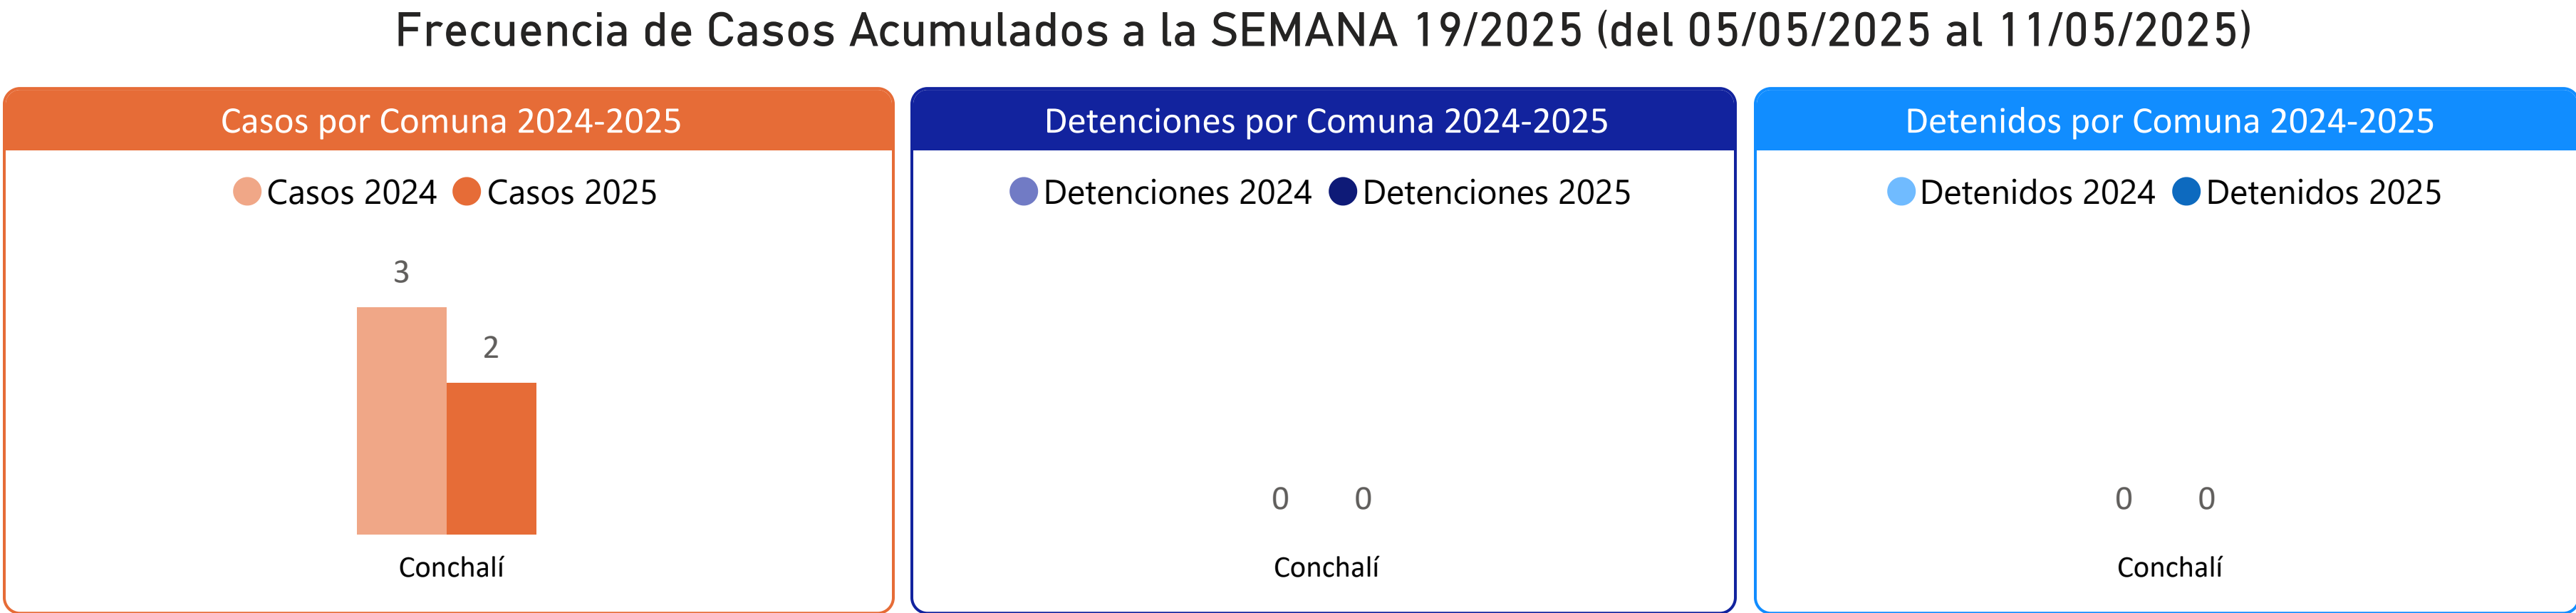 Frecuencia de Casos Acumulados a la SEMANA 19/2025 (del 05/05/2025 al 11/05/2025)
Casos por Comuna 2024-2025
Casos 2024 Casos 2025
3
2
Conchalí
Detenciones por Comuna 2024-2025
Detenciones 2024 Detenciones 2025
0 0
Conchalí
Detenidos por Comuna 2024-2025
Detenidos 2024 Detenidos 2025
0 0
Conchalí